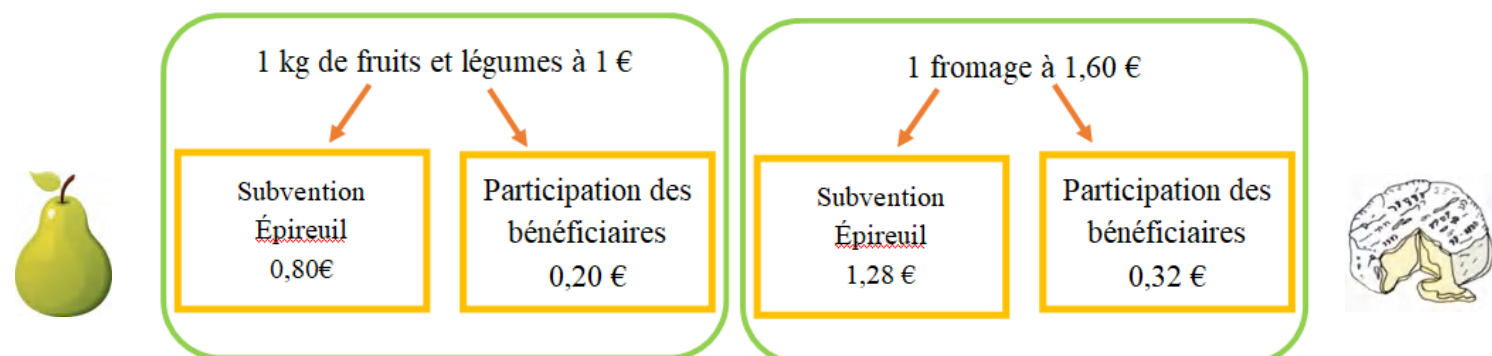 1 kg de fruits et légumes à 1 €
Subvention
Épireuil
0,80€
Participation des
bénéficiaires
0,20 €
1 fromage à 1,60 €
Subvention
Épireuil
1,28 €
Participation des
bénéficiaires
0,32 €